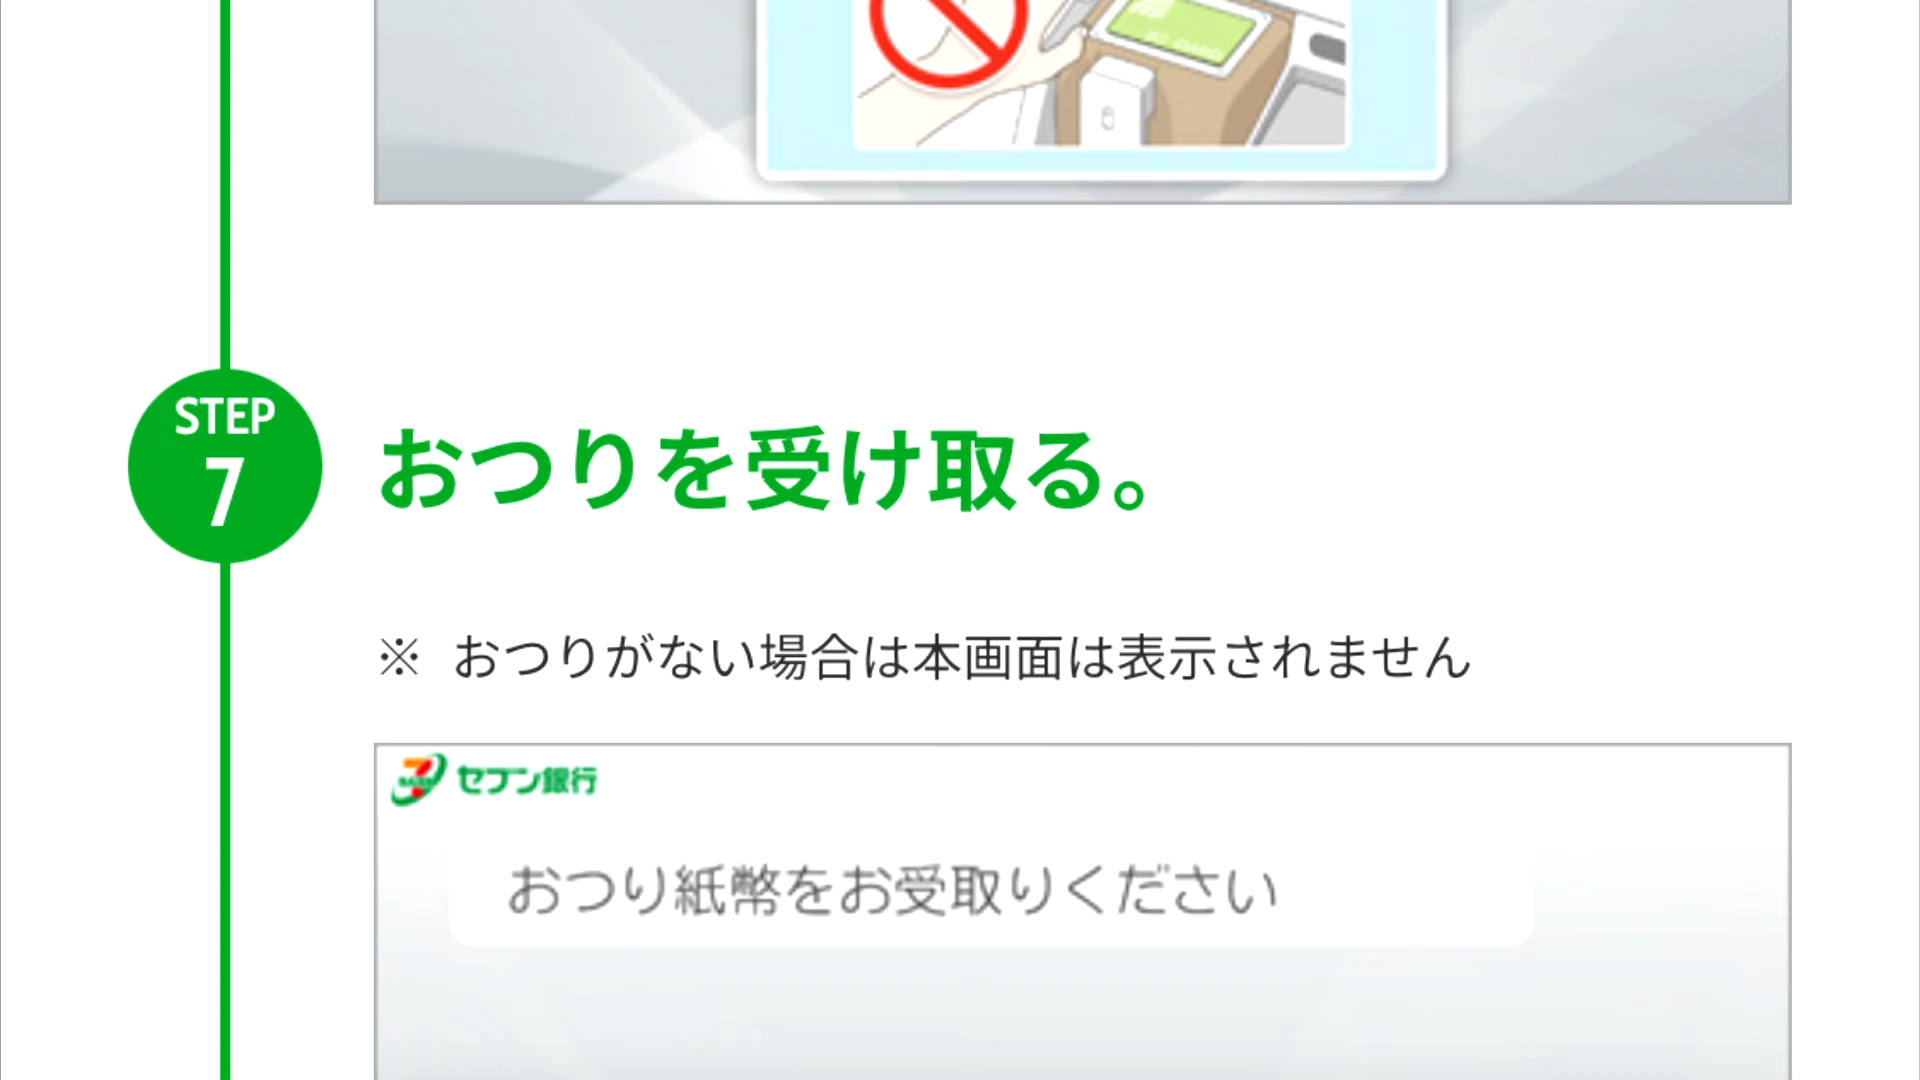 STEP
7
おつりを受け取る。
※ おつりがない場合は本画面は表示されません
セブン銀行
おつり紙幣をお受取りください